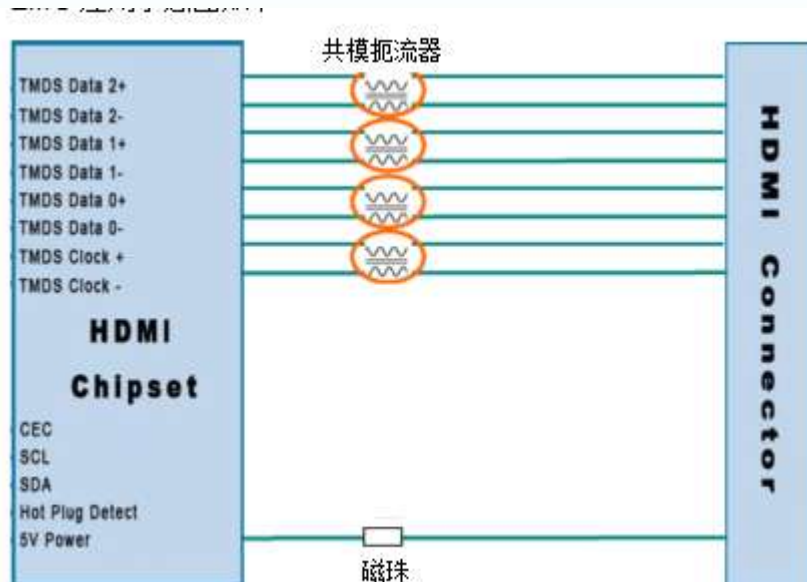 共模扼流器
TMDS Data 2+
TMDS Data 2-
TMDS Data 1+
TMDS Data 1-
TMDS Data 0+
TMDS Data 0-
TMDS Clock +
TMDS Clock -
HDMI
Chipset
CEC
SCL
SDA
Hot Plug Detect
5V Power
磁珠
HDMI Connector